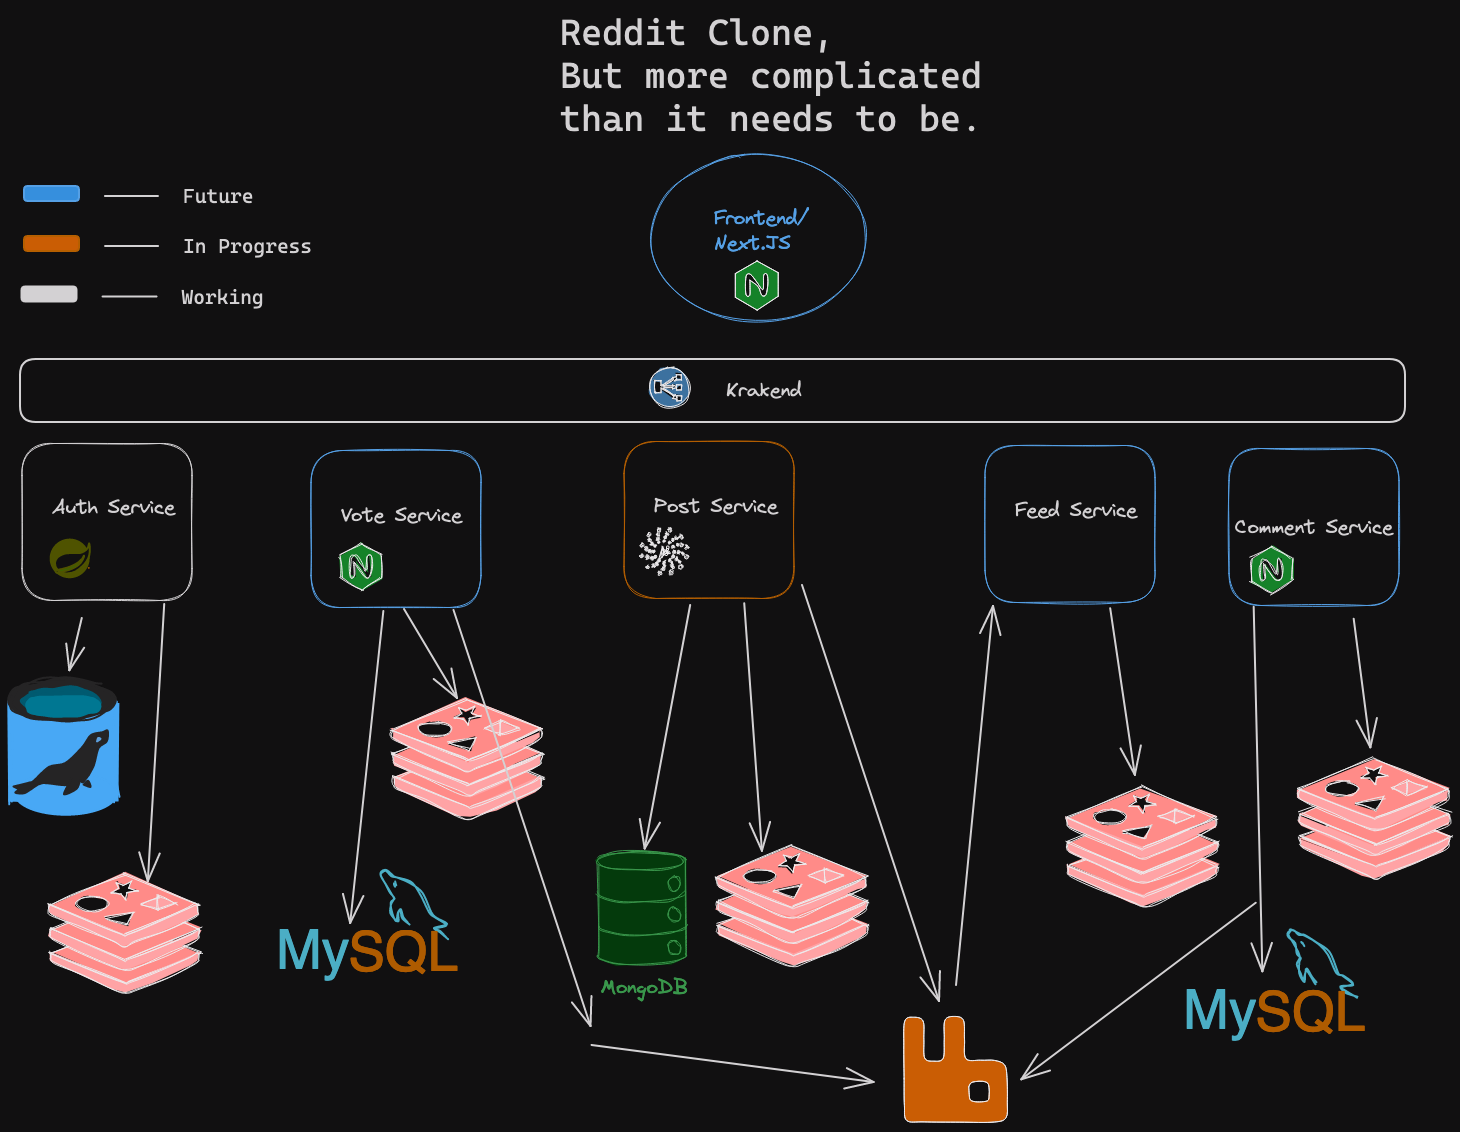 Reddit Clone,
But more complicated
than it needs to be.
Future
In Progress
Working
Frontend/
Next.JS
N
Krakend
Auth Service
Vote Service
N
Post Service
Feed Service
Comment Service
N
MySQL
MongoDB
MySQL